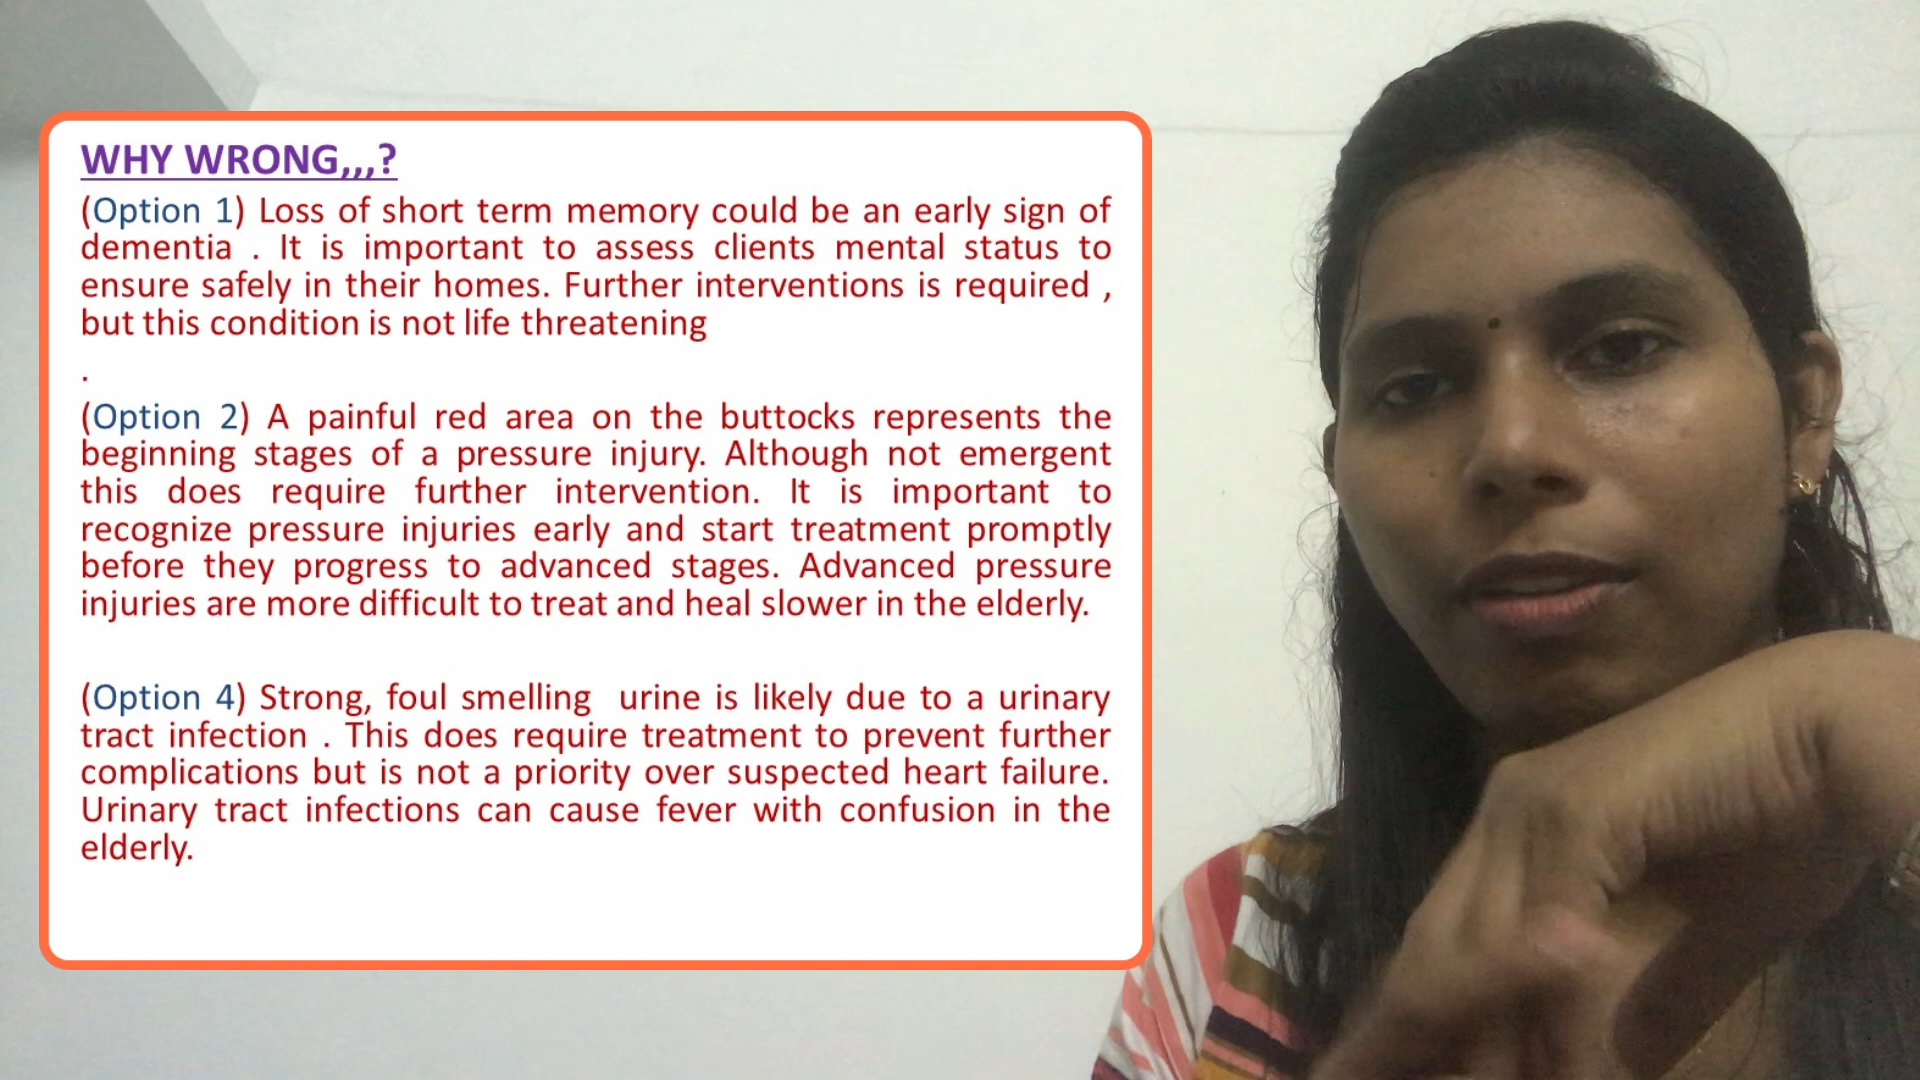 WHY WRONG,,,?
(Option 1) Loss of short term memory could be an early sign of
dementia . It is important to assess clients mental status to
ensure safely in their homes. Further interventions is required ,
but this condition is not life threatening
.
(Option 2) A painful red area on the buttocks represents the
beginning stages of a pressure injury. Although not emergent
this does require further intervention. It is important to
recognize pressure injuries early and start treatment promptly
before they progress to advanced stages. Advanced pressure
injuries are more difficult to treat and heal slower in the elderly.
(Option 4) Strong, foul smelling urine is likely due to a urinary
tract infection . This does require treatment to prevent further
complications but is not a priority over suspected heart failure.
Urinary tract infections can cause fever with confusion in the
elderly.